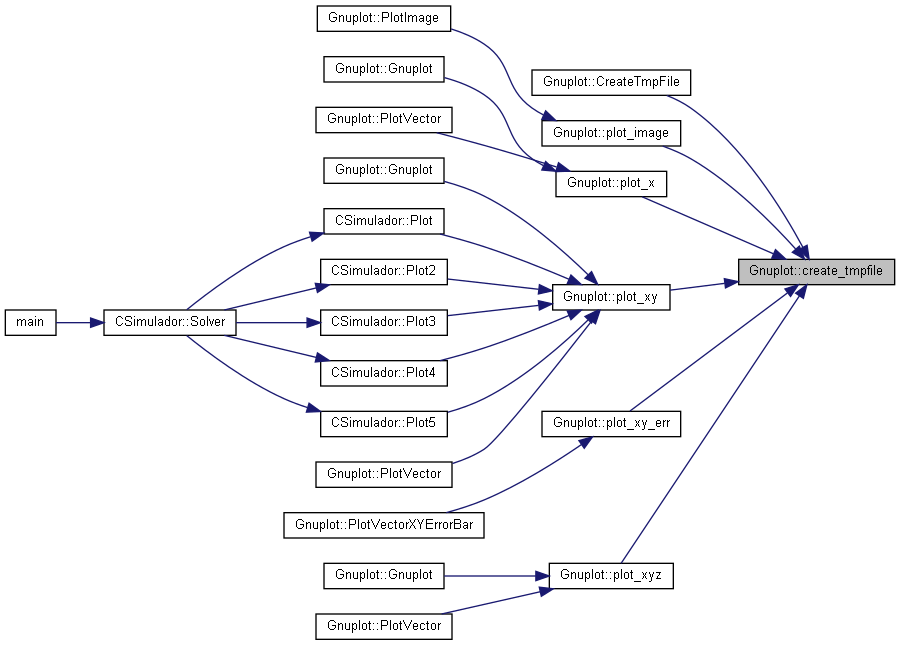 Gnuplot::PlotImage
Gnuplot::Gnuplot
Gnuplot::CreateTmpFile
Gnuplot::PlotVector
Gnuplot::plot_image
Gnuplot::Gnuplot
Gnuplot::plot_x
CSimulador::Plot
CSimulador::Plot2
Gnuplot::create_tmpfile
Gnuplot::plot_xy
main
CSimulador::Solver
CSimulador::Plot3
CSimulador::Plot4
CSimulador::Plot5
Gnuplot::plot_xy_err
Gnuplot::PlotVector
Gnuplot::PlotVectorXYErrorBar
Gnuplot::Gnuplot
Gnuplot::plot_xyz
Gnuplot::PlotVector